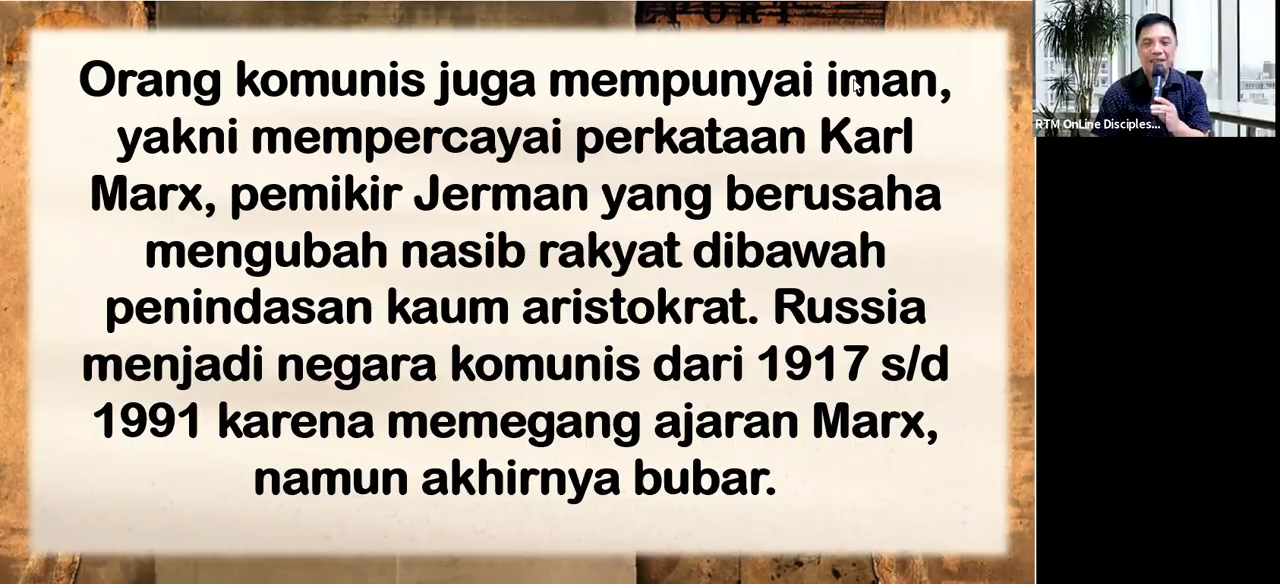 Orang komunis juga mempunyai iman,
yakni mempercayai perkataan Karl
Marx, pemikir Jerman yang berusaha
mengubah nasib rakyat dibawah
penindasan kaum aristokrat. Russia
menjadi negara komunis dari 1917 s/d
1991 karena memegang ajaran Marx,
namun akhirnya bubar.
RTM OnLine Disciples...